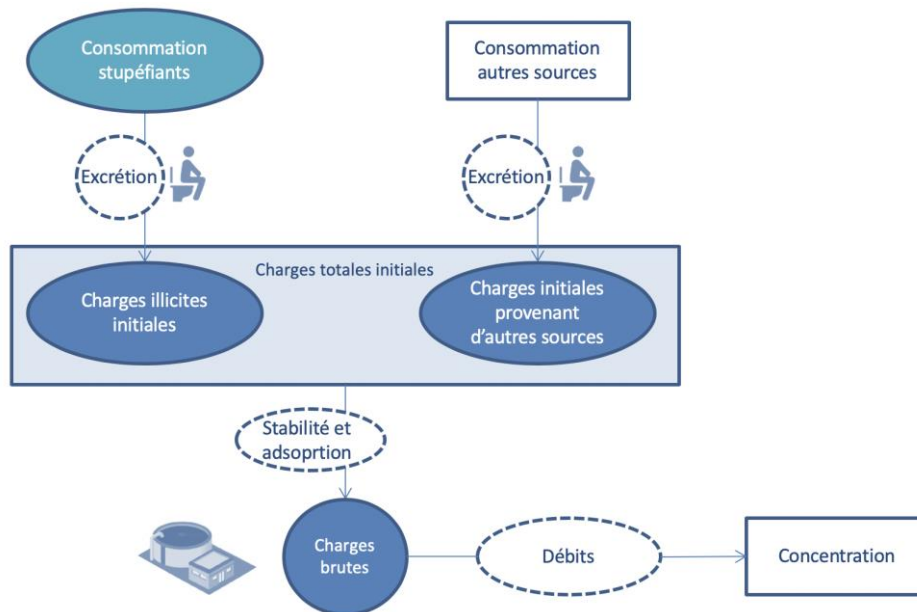 Consommation
stupéfiants
Consommation
autres sources
Excrétion
Excrétion
Charges totales initiales
Charges illicites
initiales
Charges initiales
provenant
d'autres sources
Stabilité et
adsoprtion
Charges
brutes
Débits
Concentration